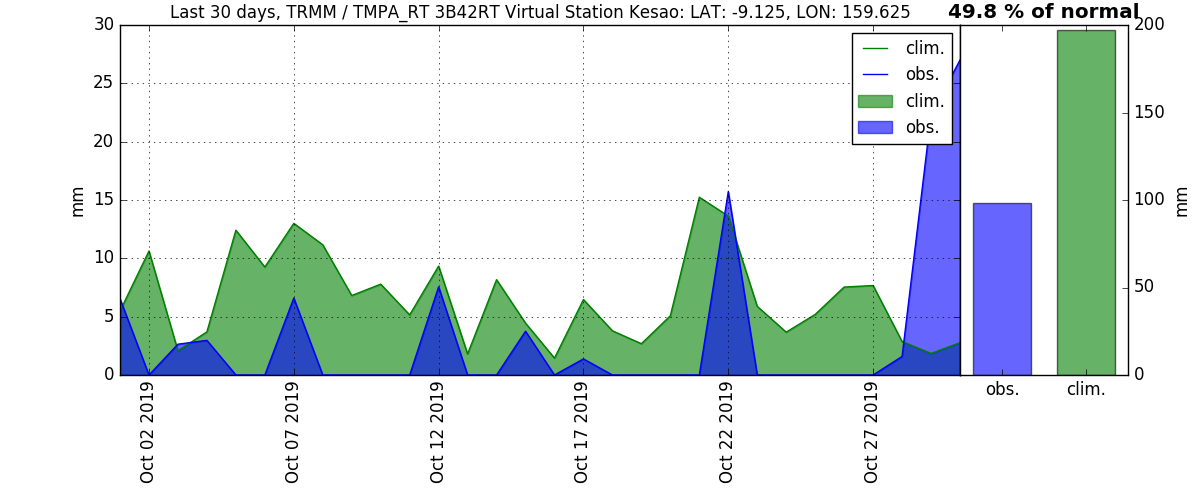 Last 30 days, TRMM / TMPA_RT 3B42RT Virtual Station Kesao: LAT: -9.125, LON: 159.625
49.8 % of normal
30
25
20
15
10
5
0
mm
clim.
obs.
clim.
obs.
200
150
100
50
0
mm
Oct 02 2019
Oct 07 2019
Oct 12 2019
Oct 17 2019
Oct 22 2019
Oct 27 2019
obs.
clim.